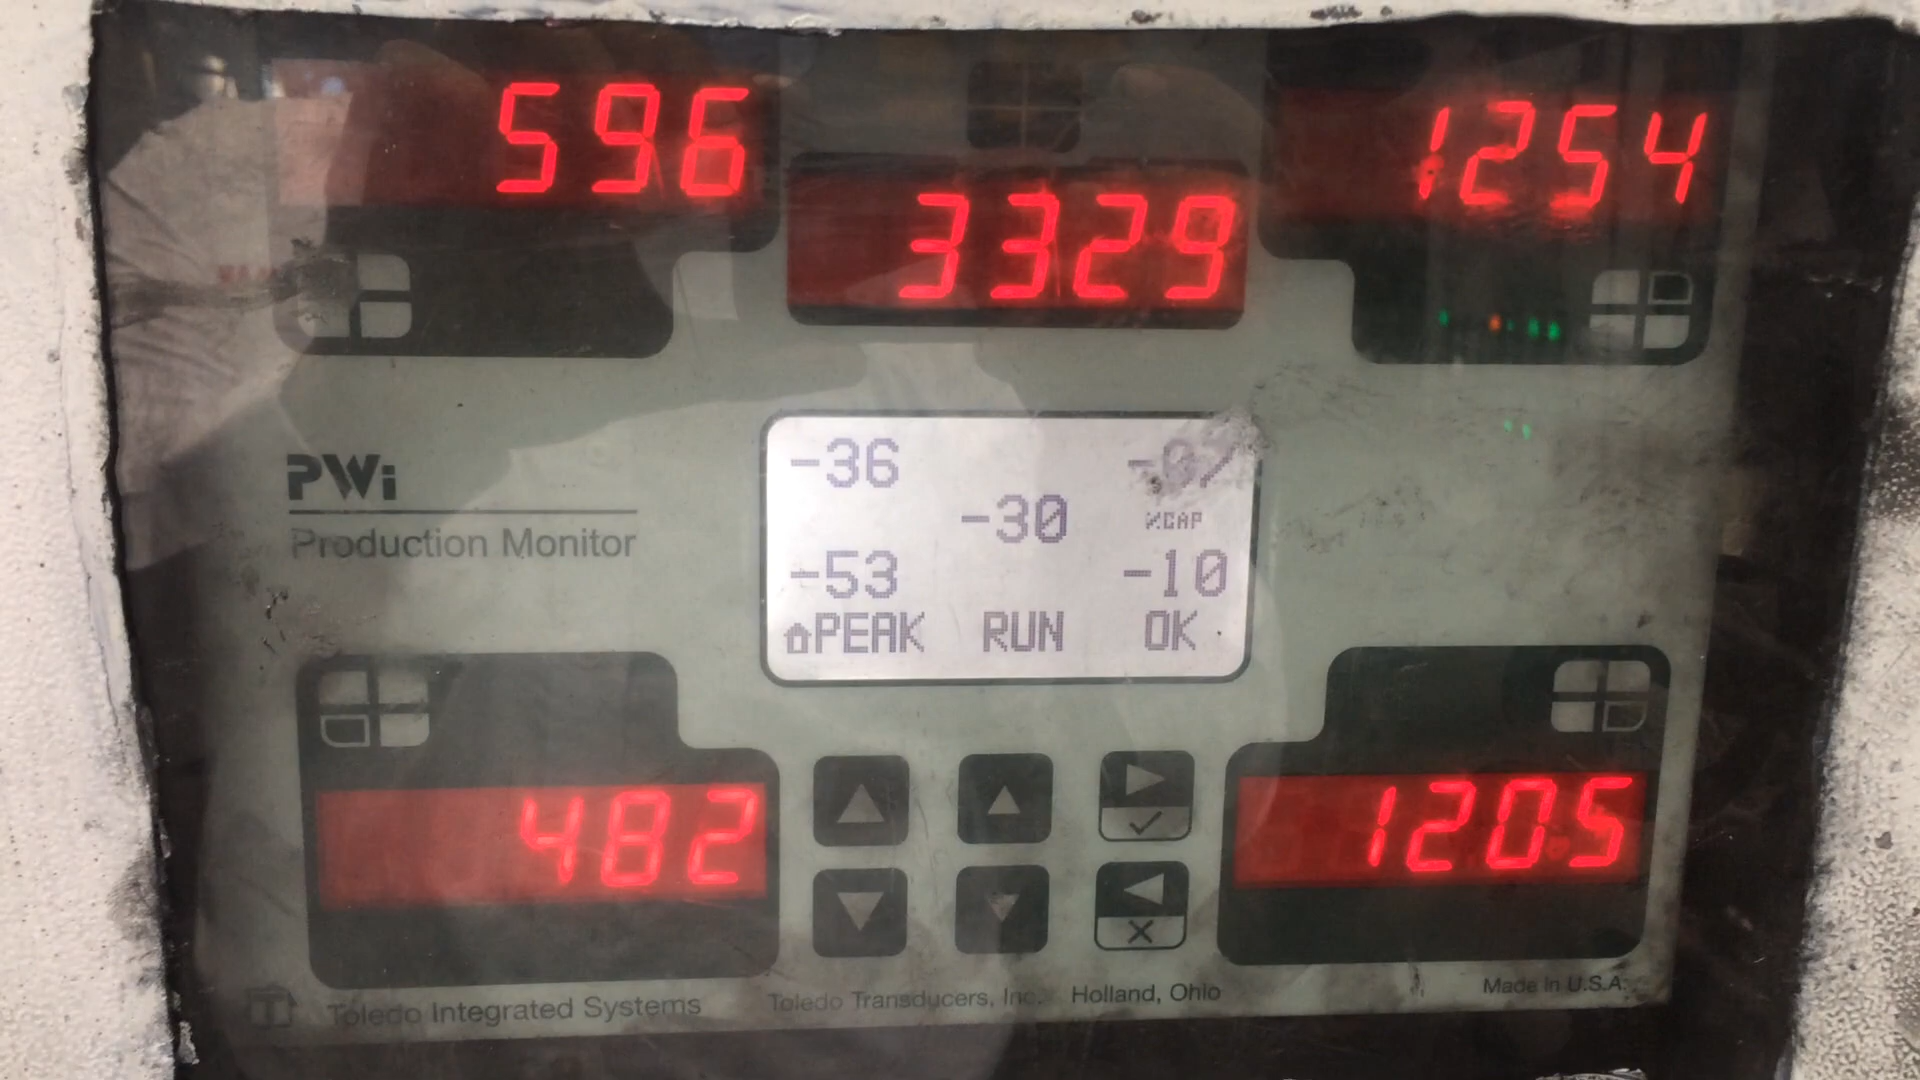 596
1254
3329
-36
-30
%CAP
-53 -10
PEAK RUN OK
PWi
Production Monitor
482
1205
Toledo Integrated Systems
Toledo Transducers, Inc. Holland, Ohio
Made in U.S.A.